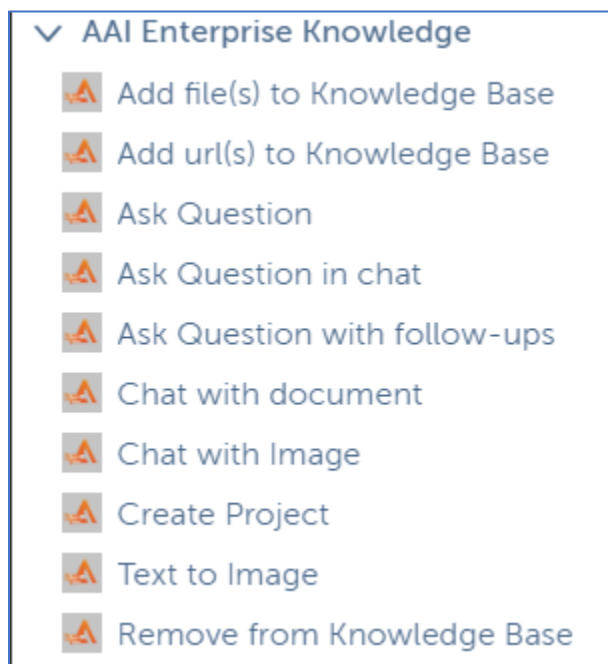 AAI Enterprise Knowledge
Add file(s) to Knowledge Base
Add url(s) to Knowledge Base
Ask Question
Ask Question in chat
Ask Question with follow-ups
Chat with document
Chat with Image
Create Project
Text to Image
Remove from Knowledge Base